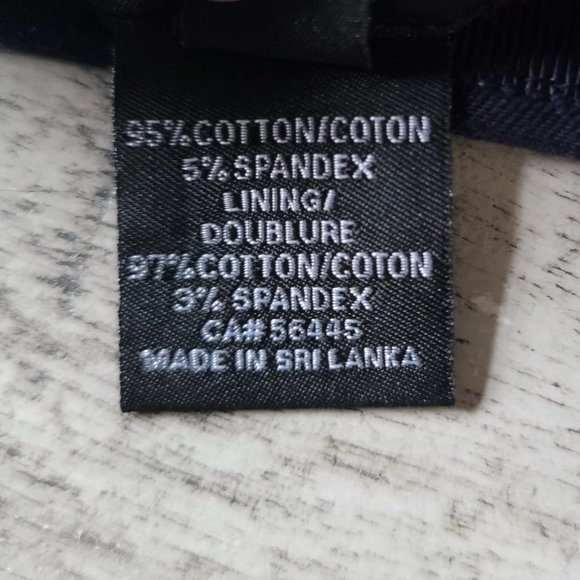 95% COTTON/COTON
5% SPANDEX
LINING/
DOUBLURE
97% COTTON/COTON
3% SPANDEX
CA# 56445
MADE IN SRI LANKA